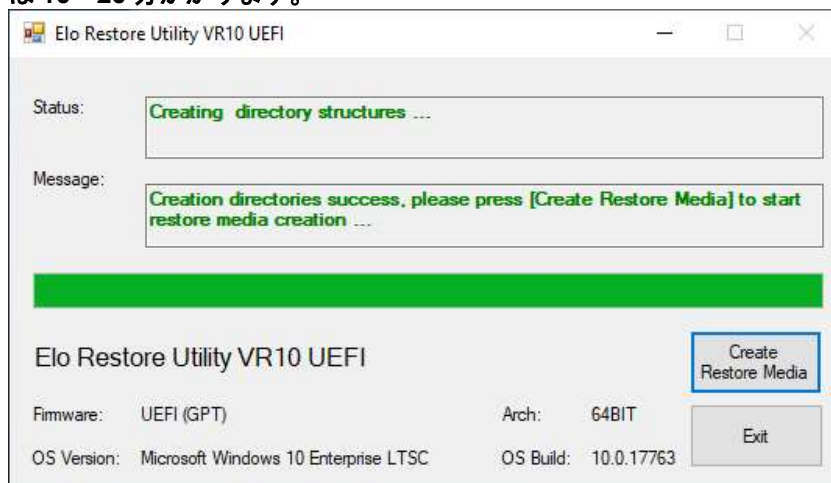 Elo Restore Utility VR10 UEFI
Status:
Creating directory structures ...
Message:
Creation directories success, please press [Create Restore Media] to start
restore media creation ...
Elo Restore Utility VR10 UEFI
Create
Restore Media
Firmware:
UEFI (GPT)
Arch:
64BIT
Exit
OS Version:
Microsoft Windows 10 Enterprise LTSC
OS Build:
10.0.17763